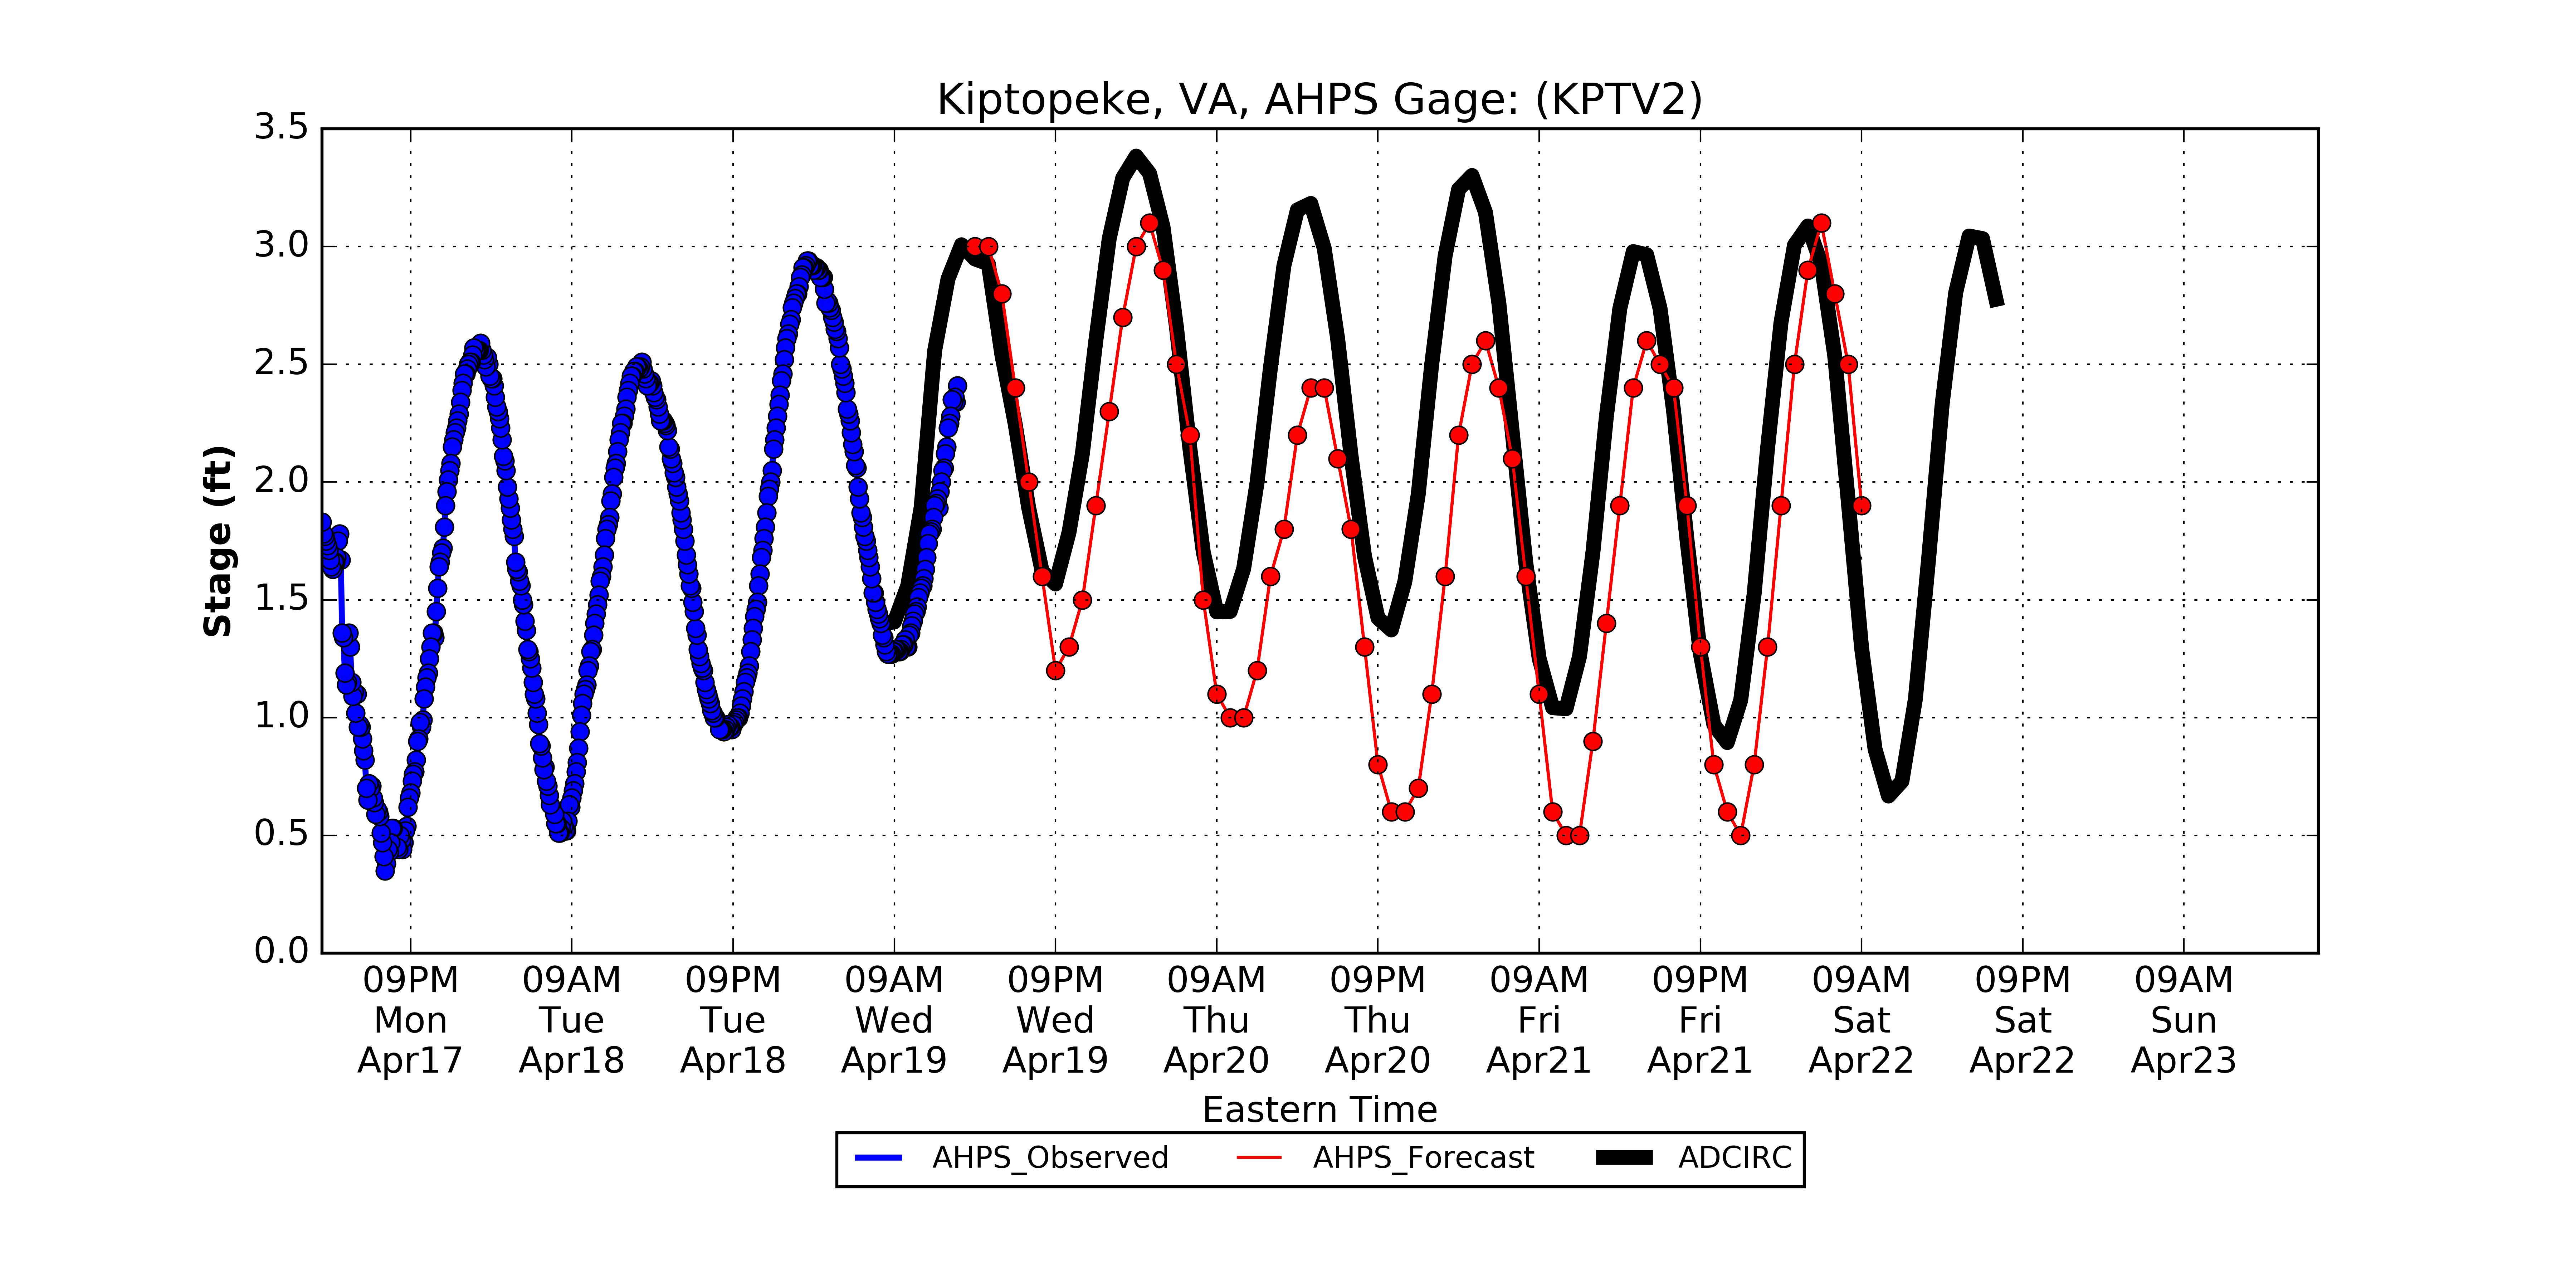 Kiptopeke, VA, AHPS Gage: (KPTV2)
3.5
3.0
2.5
2.0
1.5
1.0
0.5
0.0
Stage (ft)
09PM 09AM 09PM 09AM 09PM 09AM 09PM 09AM 09PM 09AM 09PM 09AM
Mon Tue Tue Wed Wed Thu Thu Fri Fri Sat Sat Sun
Apr17 Apr18 Apr18 Apr19 Apr19 Apr20 Apr20 Apr21 Apr21 Apr22 Apr22 Apr23
Eastern Time
AHPS_Observed AHPS_Forecast ADCIRC